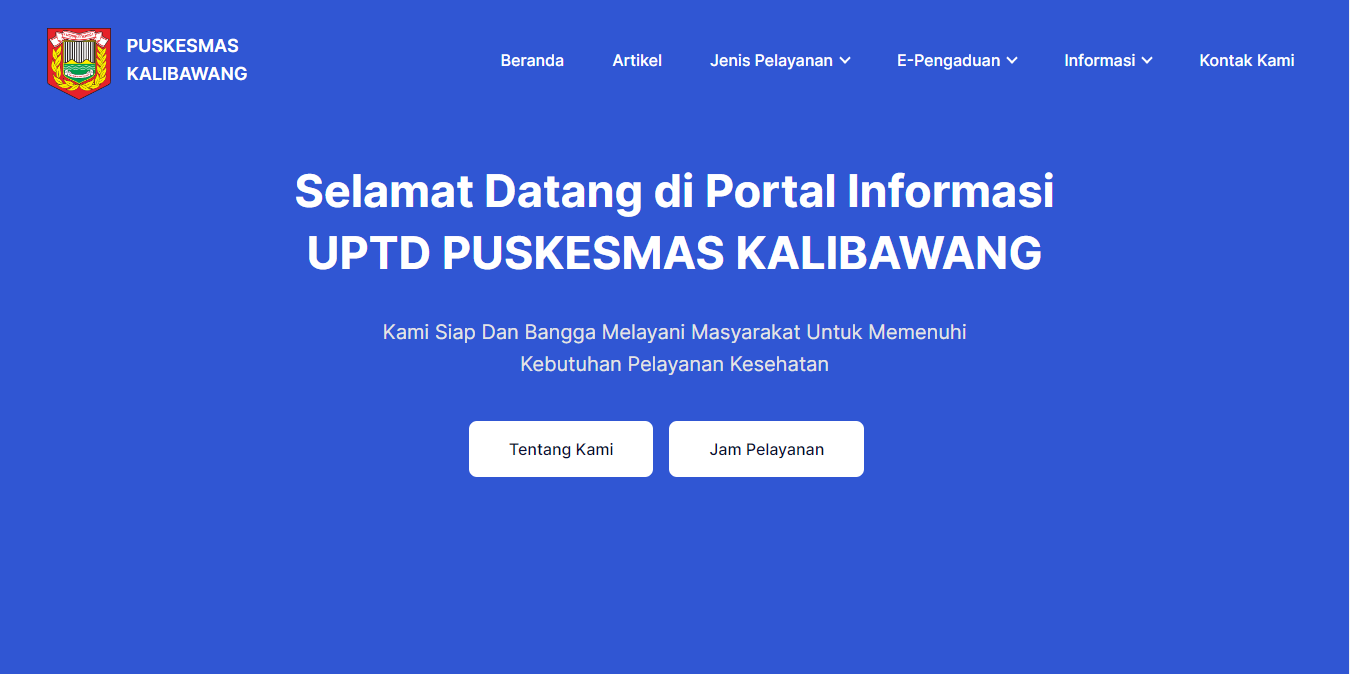 PUSKESMAS
KALIBAWANG
Beranda Artikel Jenis Pelayanan E-Pengaduan Informasi Kontak Kami
Selamat Datang di Portal Informasi
UPTD PUSKESMAS KALIBAWANG
Kami Siap Dan Bangga Melayani Masyarakat Untuk Memenuhi
Kebutuhan Pelayanan Kesehatan
Tentang Kami Jam Pelayanan